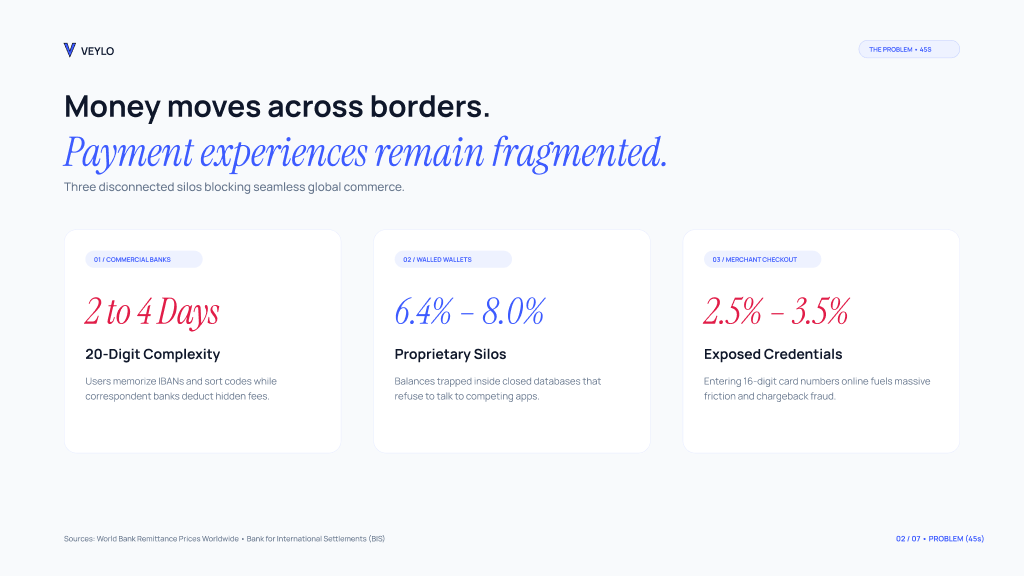 VEYLO
THE PROBLEM • 45S
Money moves across borders.
Payment experiences remain fragmented.
Three disconnected silos blocking seamless global commerce.
01 / COMMERCIAL BANKS
2 to 4 Days
20-Digit Complexity
Users memorize IBANs and sort codes while
correspondent banks deduct hidden fees.
02 / WALLED WALLETS
6.4% – 8.0%
Proprietary Silos
Balances trapped inside closed databases that
refuse to talk to competing apps.
03 / MERCHANT CHECKOUT
2.5% – 3.5%
Exposed Credentials
Entering 16-digit card numbers online fuels massive
friction and chargeback fraud.
Sources: World Bank Remittance Prices Worldwide • Bank for International Settlements (BIS)
02 / 07 • PROBLEM (45s)